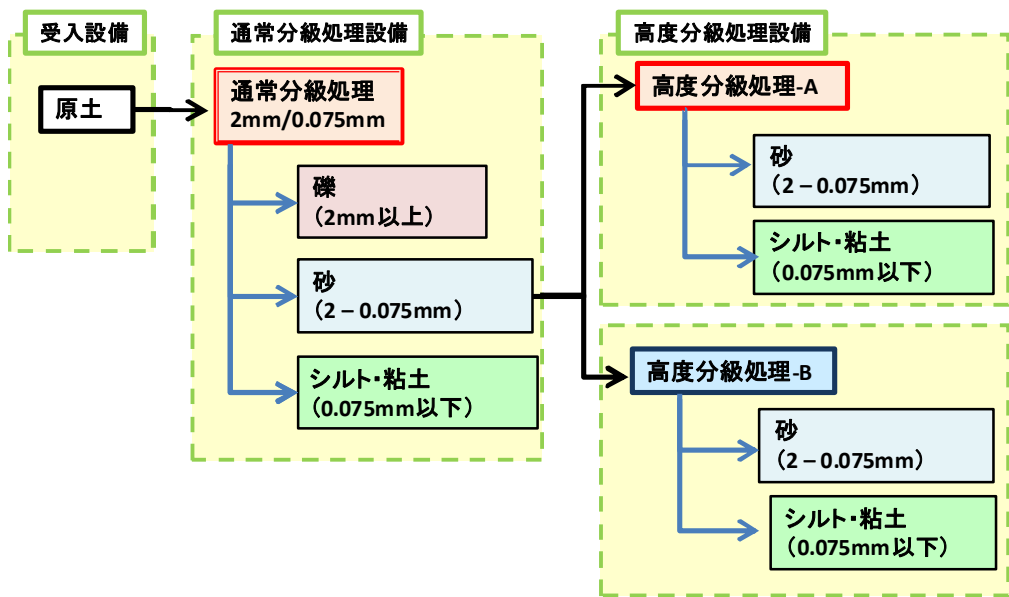 受入設備
原土
通常分級処理設備
通常分級処理
2mm/0.075mm
礫
（2mm以上）
砂
（2 – 0.075mm）
シルト・粘土
（0.075mm以下）
高度分級処理設備
高度分級処理-A
砂
（2 – 0.075mm）
シルト・粘土
（0.075mm以下）
高度分級処理-B
砂
（2 – 0.075mm）
シルト・粘土
（0.075mm以下）